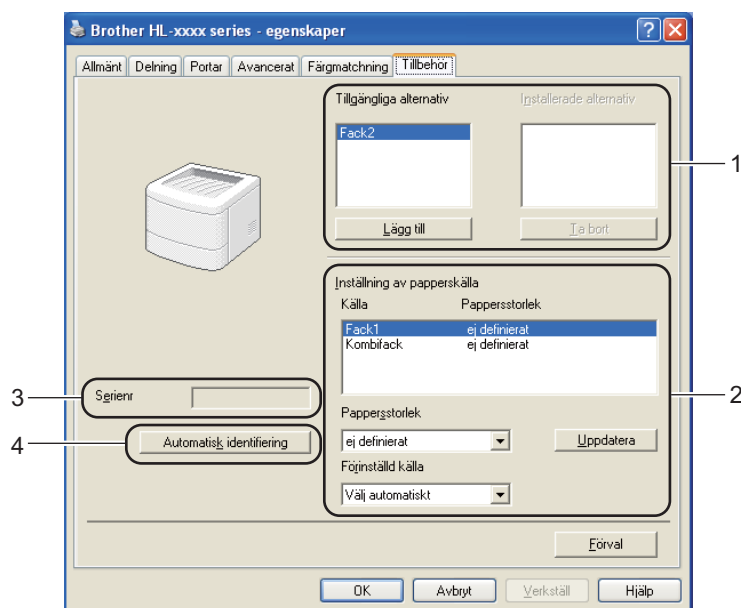 Brother HL-xxxx series - egenskaper
Allmänt Delning Portar Avancerat Färgmatchning Tillbehör
Tillgängliga alternativ Installerade alternativ
Fack2
1
Lägg till Ta bort
Inställning av papperskälla
Källa Pappersstorlek
Fack1 ej definierat
Kombifack ej definierat
2
3 Serienr
Pappersstorlek
4 Automatisk identifiering
ej definierat Uppdatera
Förinställd källa
Välj automatiskt
Förval
OK Avbryt Verkställ Hjälp